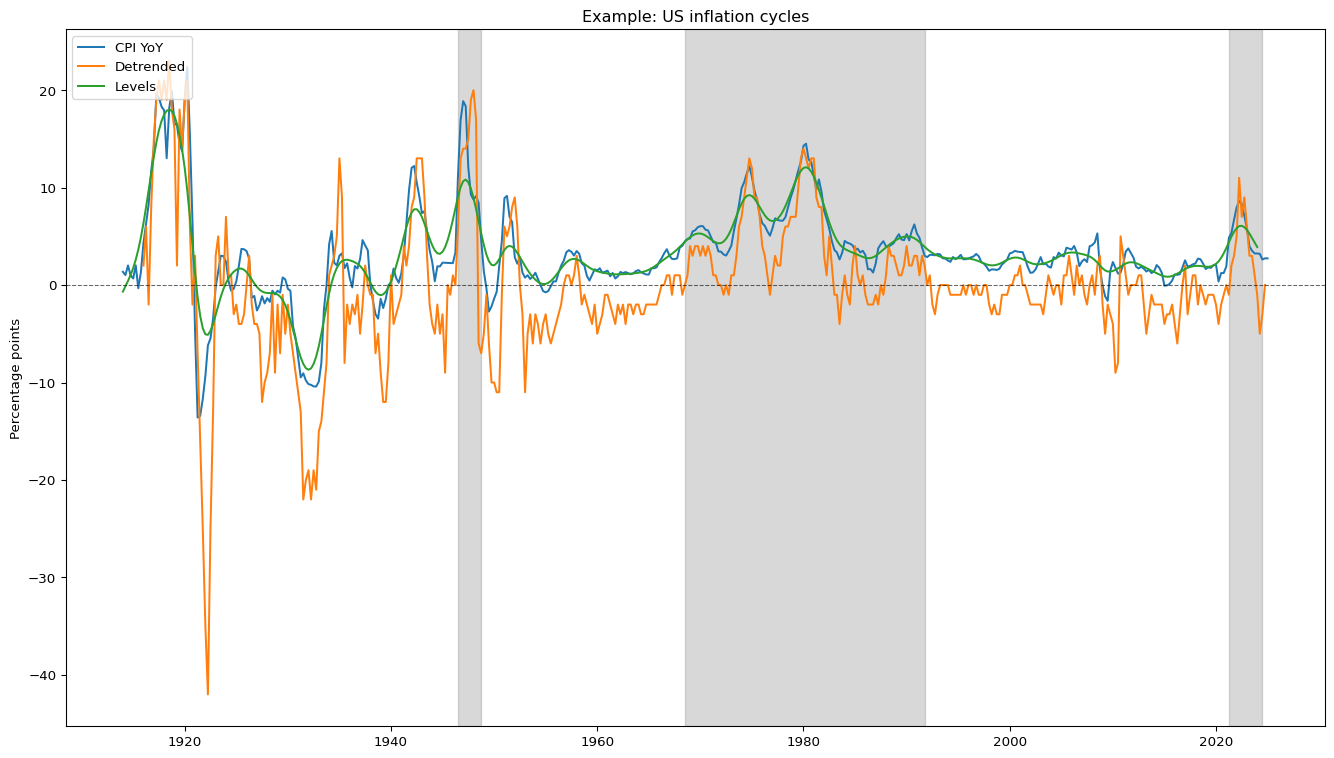 Example: US inflation cycles
CPI YoY
Detrended
Levels
Percentage points
20
10
0
−10
−20
−30
−40
1920
1940
1960
1980
2000
2020